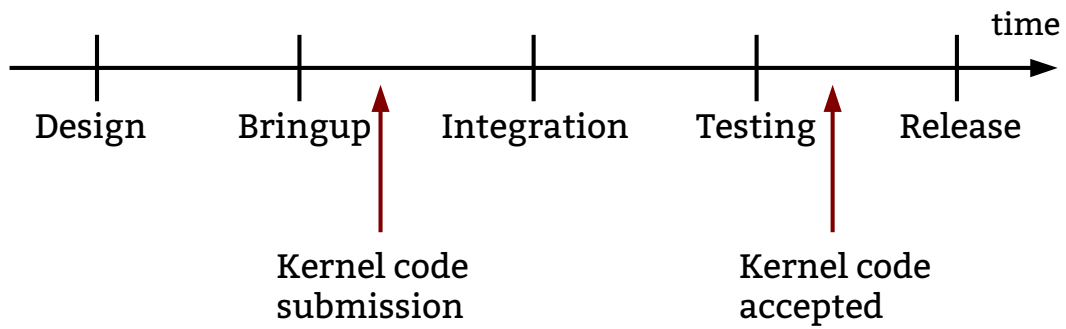 time
Design Bringup Integration Testing Release
Kernel code
submission
Kernel code
accepted